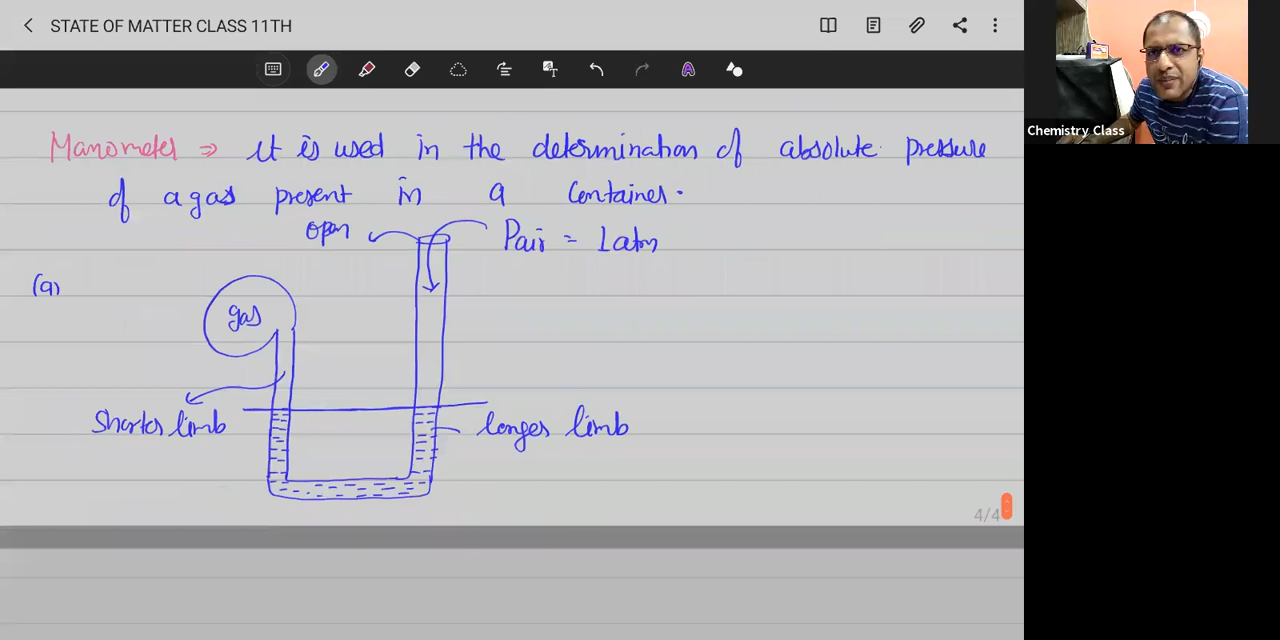 STATE OF MATTER CLASS 11TH
Chemistry Class
Manometer ⇒ It is used in the determination of absolute pressure
of a gas present in a container.
open
Pair = 1atm
(a)
gas
Shorter limb
longer limb
4/4